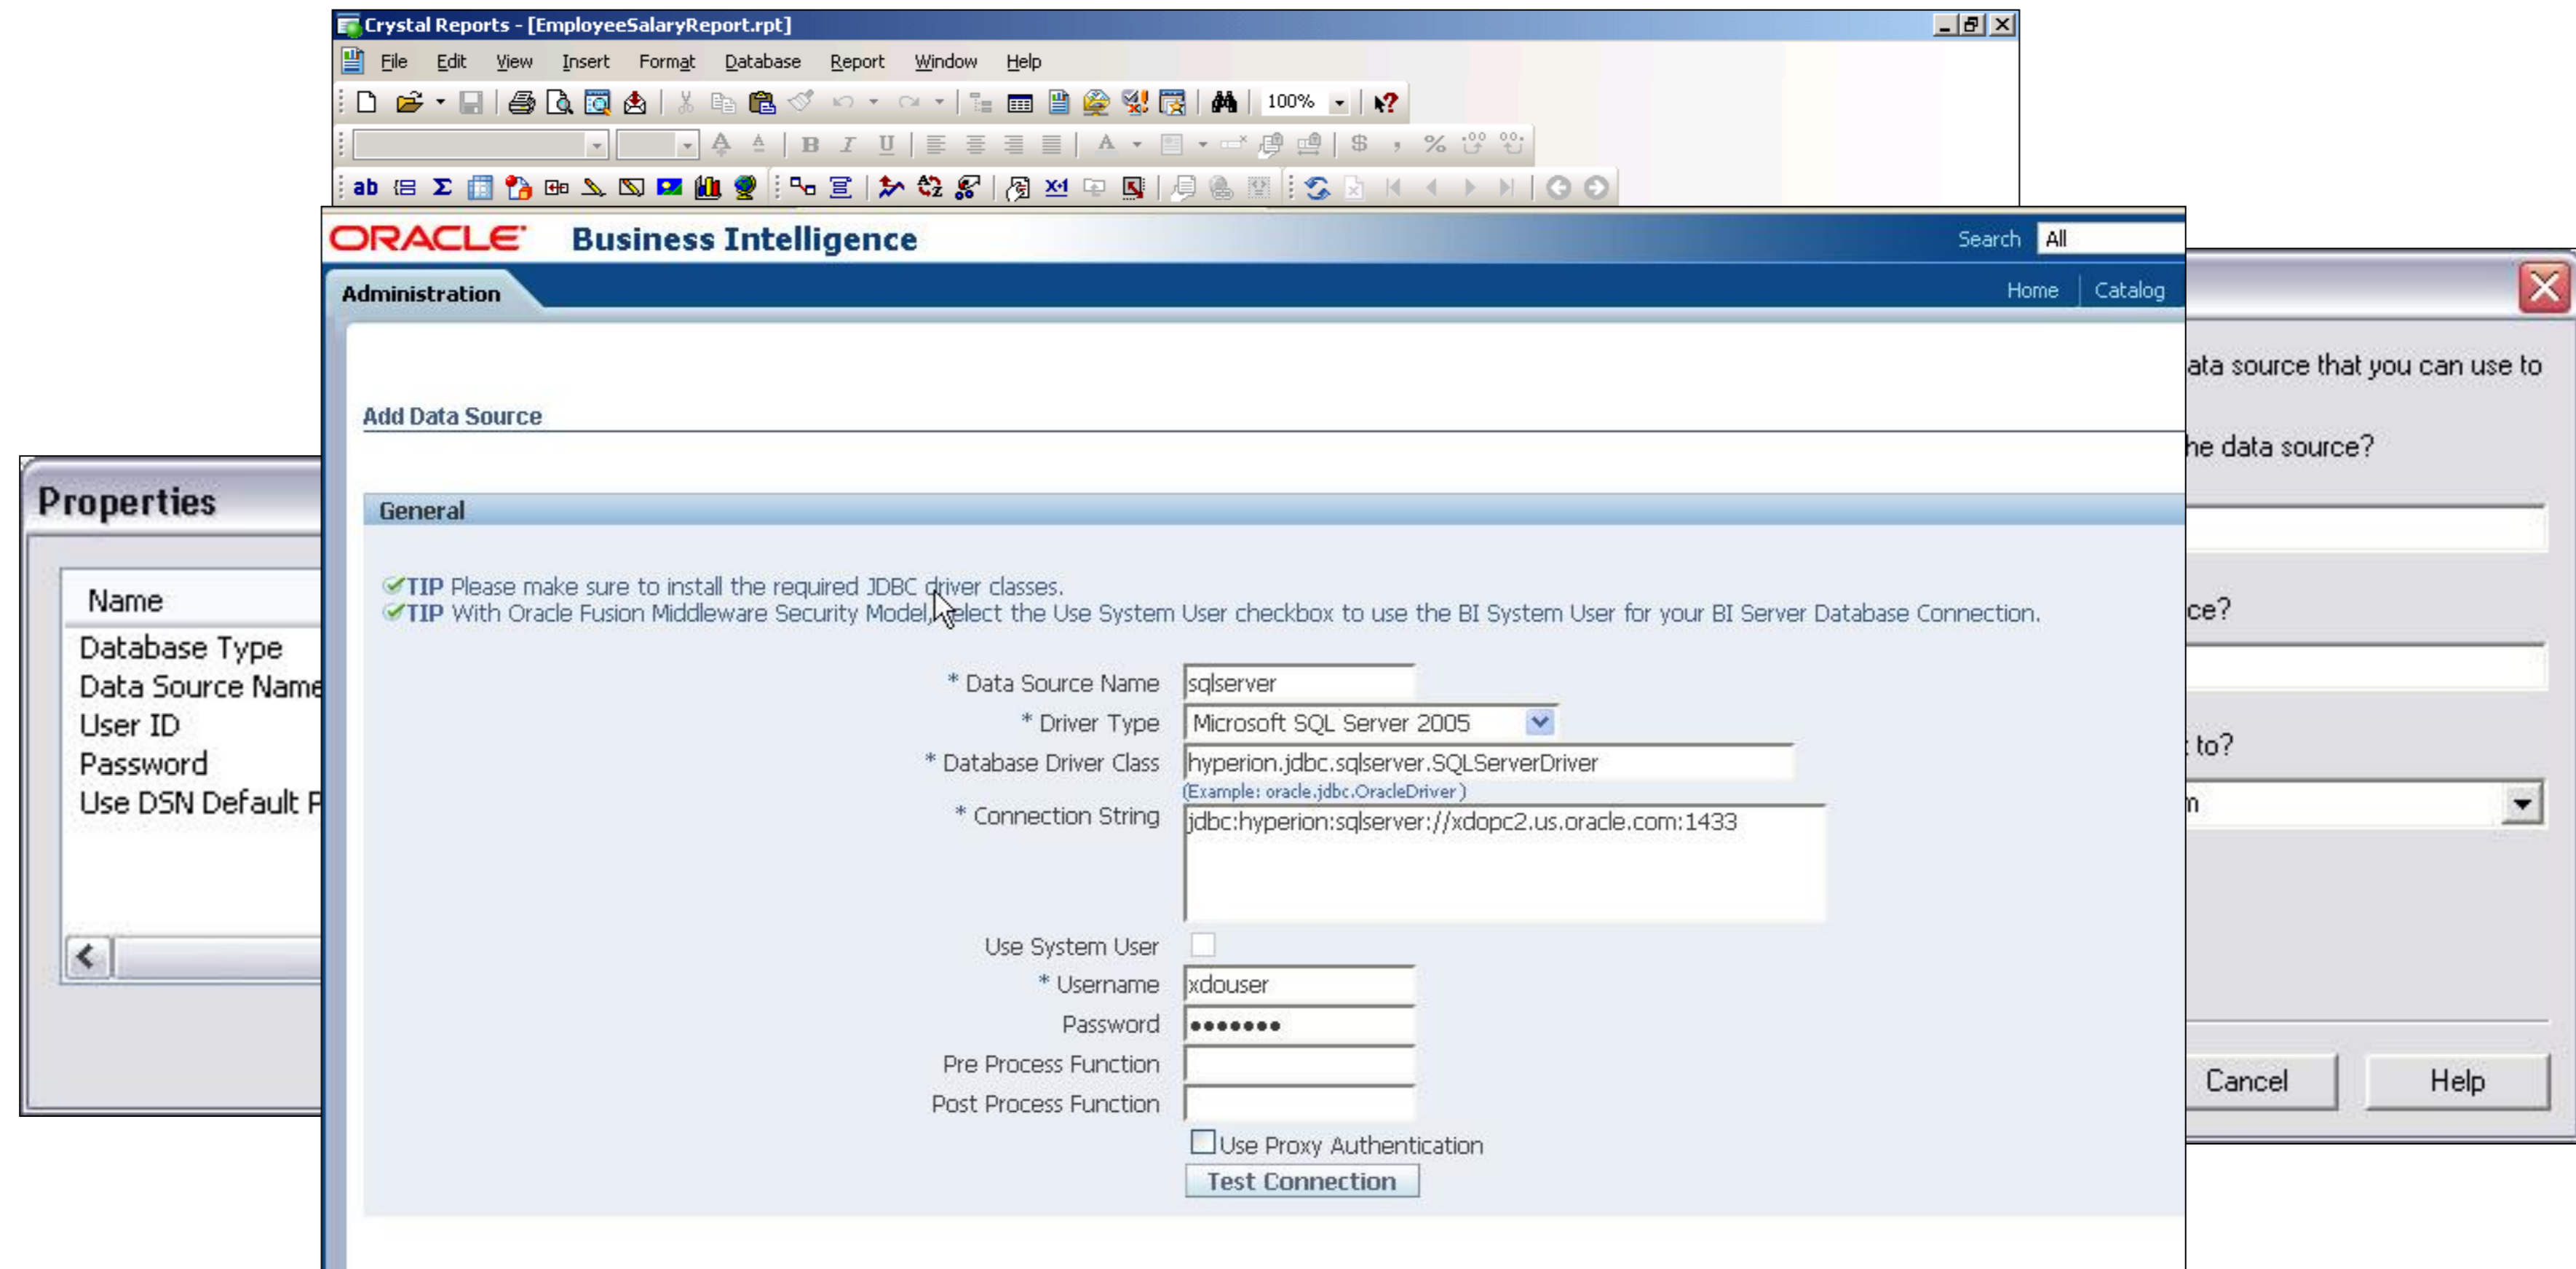 Crystal Reports - [EmployeeSalaryReport.rpt]
File Edit View Insert Format Database Report Window Help
100%
B I U A $ , %
ab
ORACLE Business Intelligence Search All
Administration Home Catalog
Add Data Source
General
TIP Please make sure to install the required JDBC driver classes.
TIP With Oracle Fusion Middleware Security Model, select the Use System User checkbox to use the BI System User for your BI Server Database Connection.
* Data Source Name sqlserver
* Driver Type Microsoft SQL Server 2005
* Database Driver Class hyperion.jdbc.sqlserver.SQLServerDriver
(Example: oracle.jdbc.OracleDriver)
* Connection String jdbc:hyperion:sqlserver://xdopc2.us.oracle.com:1433
Use System User
* Username xdouser
Password •••••••
Pre Process Function
Post Process Function
Use Proxy Authentication
Test Connection
Properties
Name
Database Type
Data Source Name
User ID
Password
Use DSN Default P
ata source that you can use to
he data source?
ce?
to?
m
Cancel Help